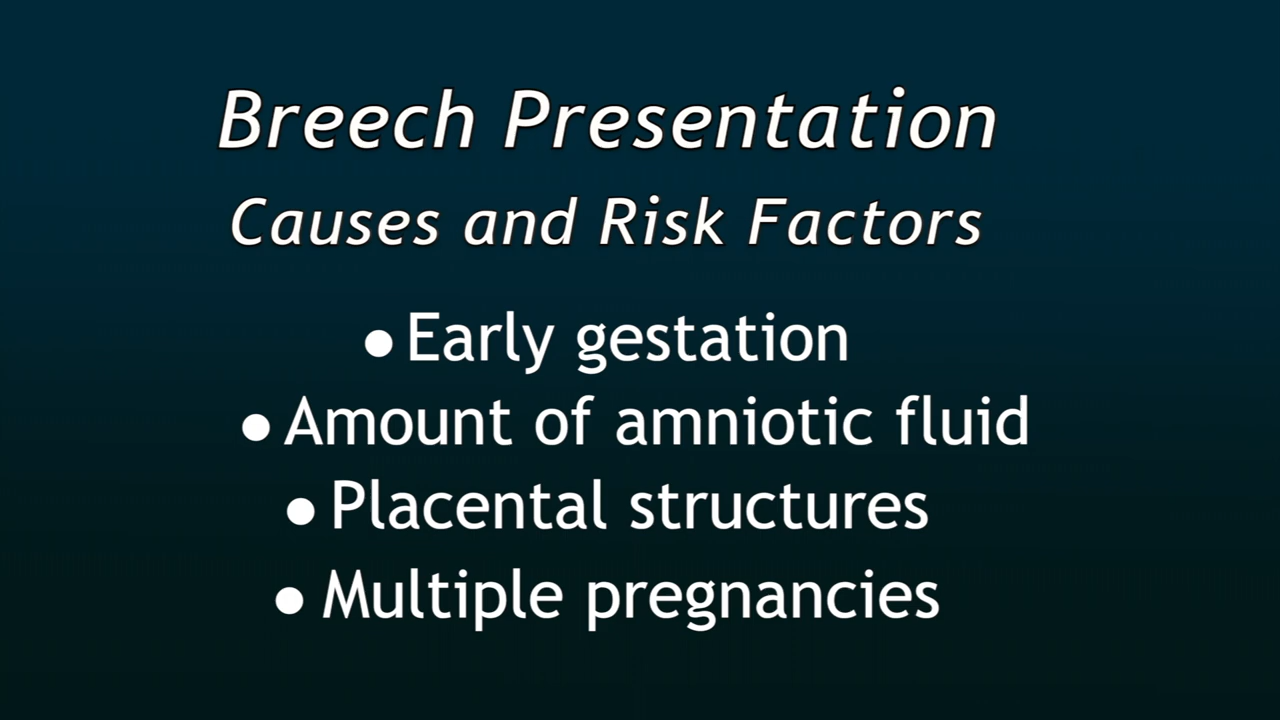 Breech Presentation
Causes and Risk Factors
● Early gestation
● Amount of amniotic fluid
● Placental structures
● Multiple pregnancies